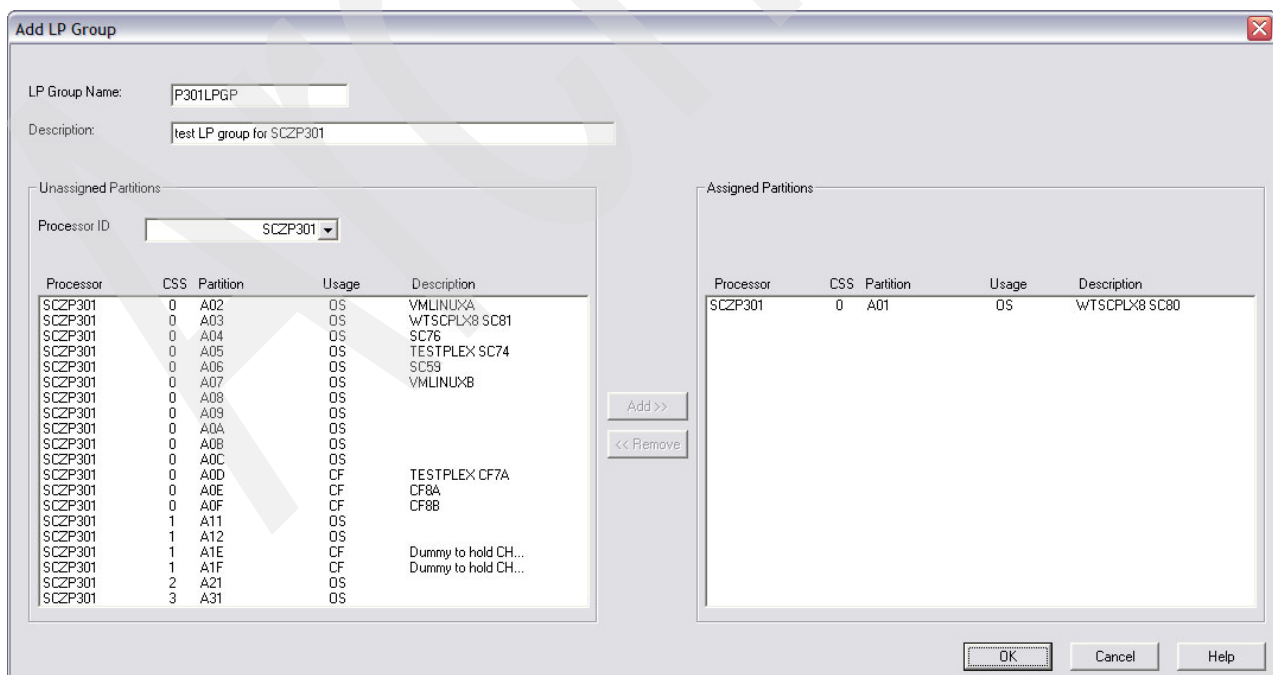 Add LP Group
LP Group Name: P301LPGP
Description: test LP group for SCZP301
Unassigned Partitions
Processor ID SCZP301
Processor CSS Partition Usage Description
SCZP301 0 A02 OS VMLINUXA
SCZP301 0 A03 OS WTSCPLX8 SC81
SCZP301 0 A04 OS SC76
SCZP301 0 A05 OS TESTPLEX SC74
SCZP301 0 A06 OS SC59
SCZP301 0 A07 OS VMLINUXB
SCZP301 0 A08 OS
SCZP301 0 A09 OS
SCZP301 0 A0A OS
SCZP301 0 A0B OS
SCZP301 0 A0C OS
SCZP301 0 A0D CF TESTPLEX CF7A
SCZP301 0 A0E CF CF8A
SCZP301 0 A0F CF CF8B
SCZP301 1 A11 OS
SCZP301 1 A12 OS
SCZP301 1 A1E CF Dummy to hold CH...
SCZP301 1 A1F CF Dummy to hold CH...
SCZP301 2 A21 OS
SCZP301 3 A31 OS
Add >>
<< Remove
Assigned Partitions
Processor CSS Partition Usage Description
SCZP301 0 A01 OS WTSCPLX8 SC80
OK Cancel Help